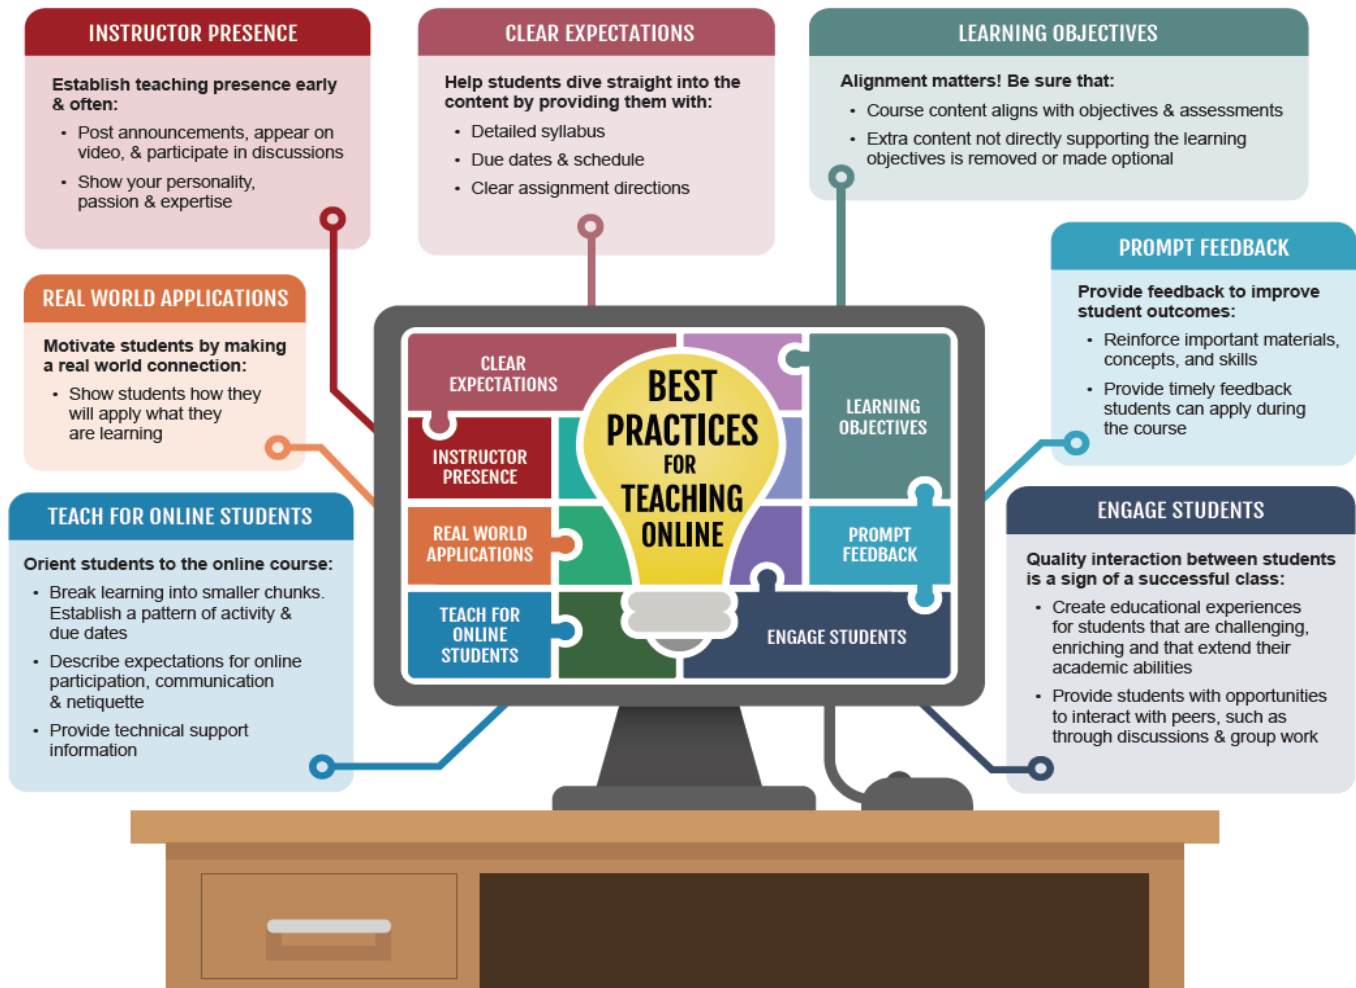 INSTRUCTOR PRESENCE
Establish teaching presence early
& often:
• Post announcements, appear on
video, & participate in discussions
• Show your personality,
passion & expertise
CLEAR EXPECTATIONS
Help students dive straight into the
content by providing them with:
• Detailed syllabus
• Due dates & schedule
• Clear assignment directions
LEARNING OBJECTIVES
Alignment matters! Be sure that:
• Course content aligns with objectives & assessments
• Extra content not directly supporting the learning
objectives is removed or made optional
REAL WORLD APPLICATIONS
Motivate students by making
a real world connection:
• Show students how they
will apply what they
are learning
PROMPT FEEDBACK
Provide feedback to improve
student outcomes:
• Reinforce important materials,
concepts, and skills
• Provide timely feedback
students can apply during
the course
TEACH FOR ONLINE STUDENTS
Orient students to the online course:
• Break learning into smaller chunks.
Establish a pattern of activity &
due dates
• Describe expectations for online
participation, communication
& netiquette
• Provide technical support
information
ENGAGE STUDENTS
Quality interaction between students
is a sign of a successful class:
• Create educational experiences
for students that are challenging,
enriching and that extend their
academic abilities
• Provide students with opportunities
to interact with peers, such as
through discussions & group work
CLEAR
EXPECTATIONS
INSTRUCTOR
PRESENCE
REAL WORLD
APPLICATIONS
TEACH FOR
ONLINE
STUDENTS
BEST
PRACTICES
FOR
TEACHING
ONLINE
LEARNING
OBJECTIVES
PROMPT
FEEDBACK
ENGAGE STUDENTS